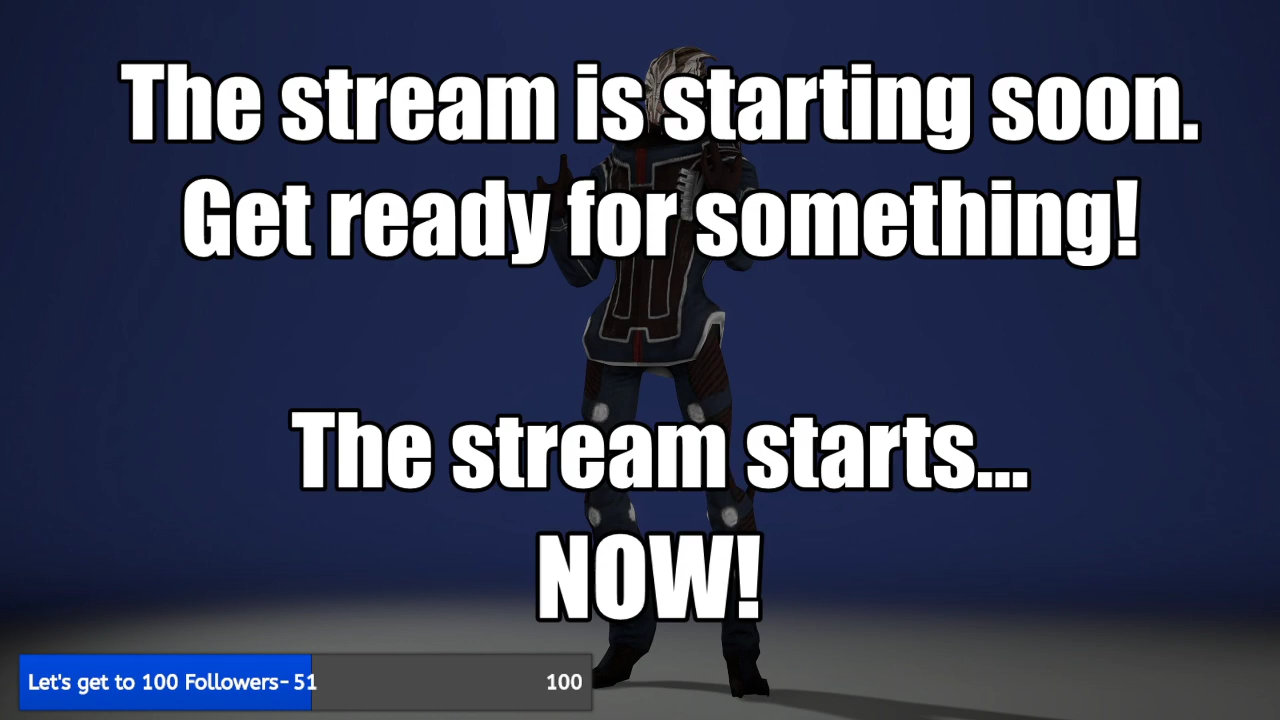 The stream is starting soon.
Get ready for something!
The stream starts...
NOW!
Let's get to 100 Followers- 51 100